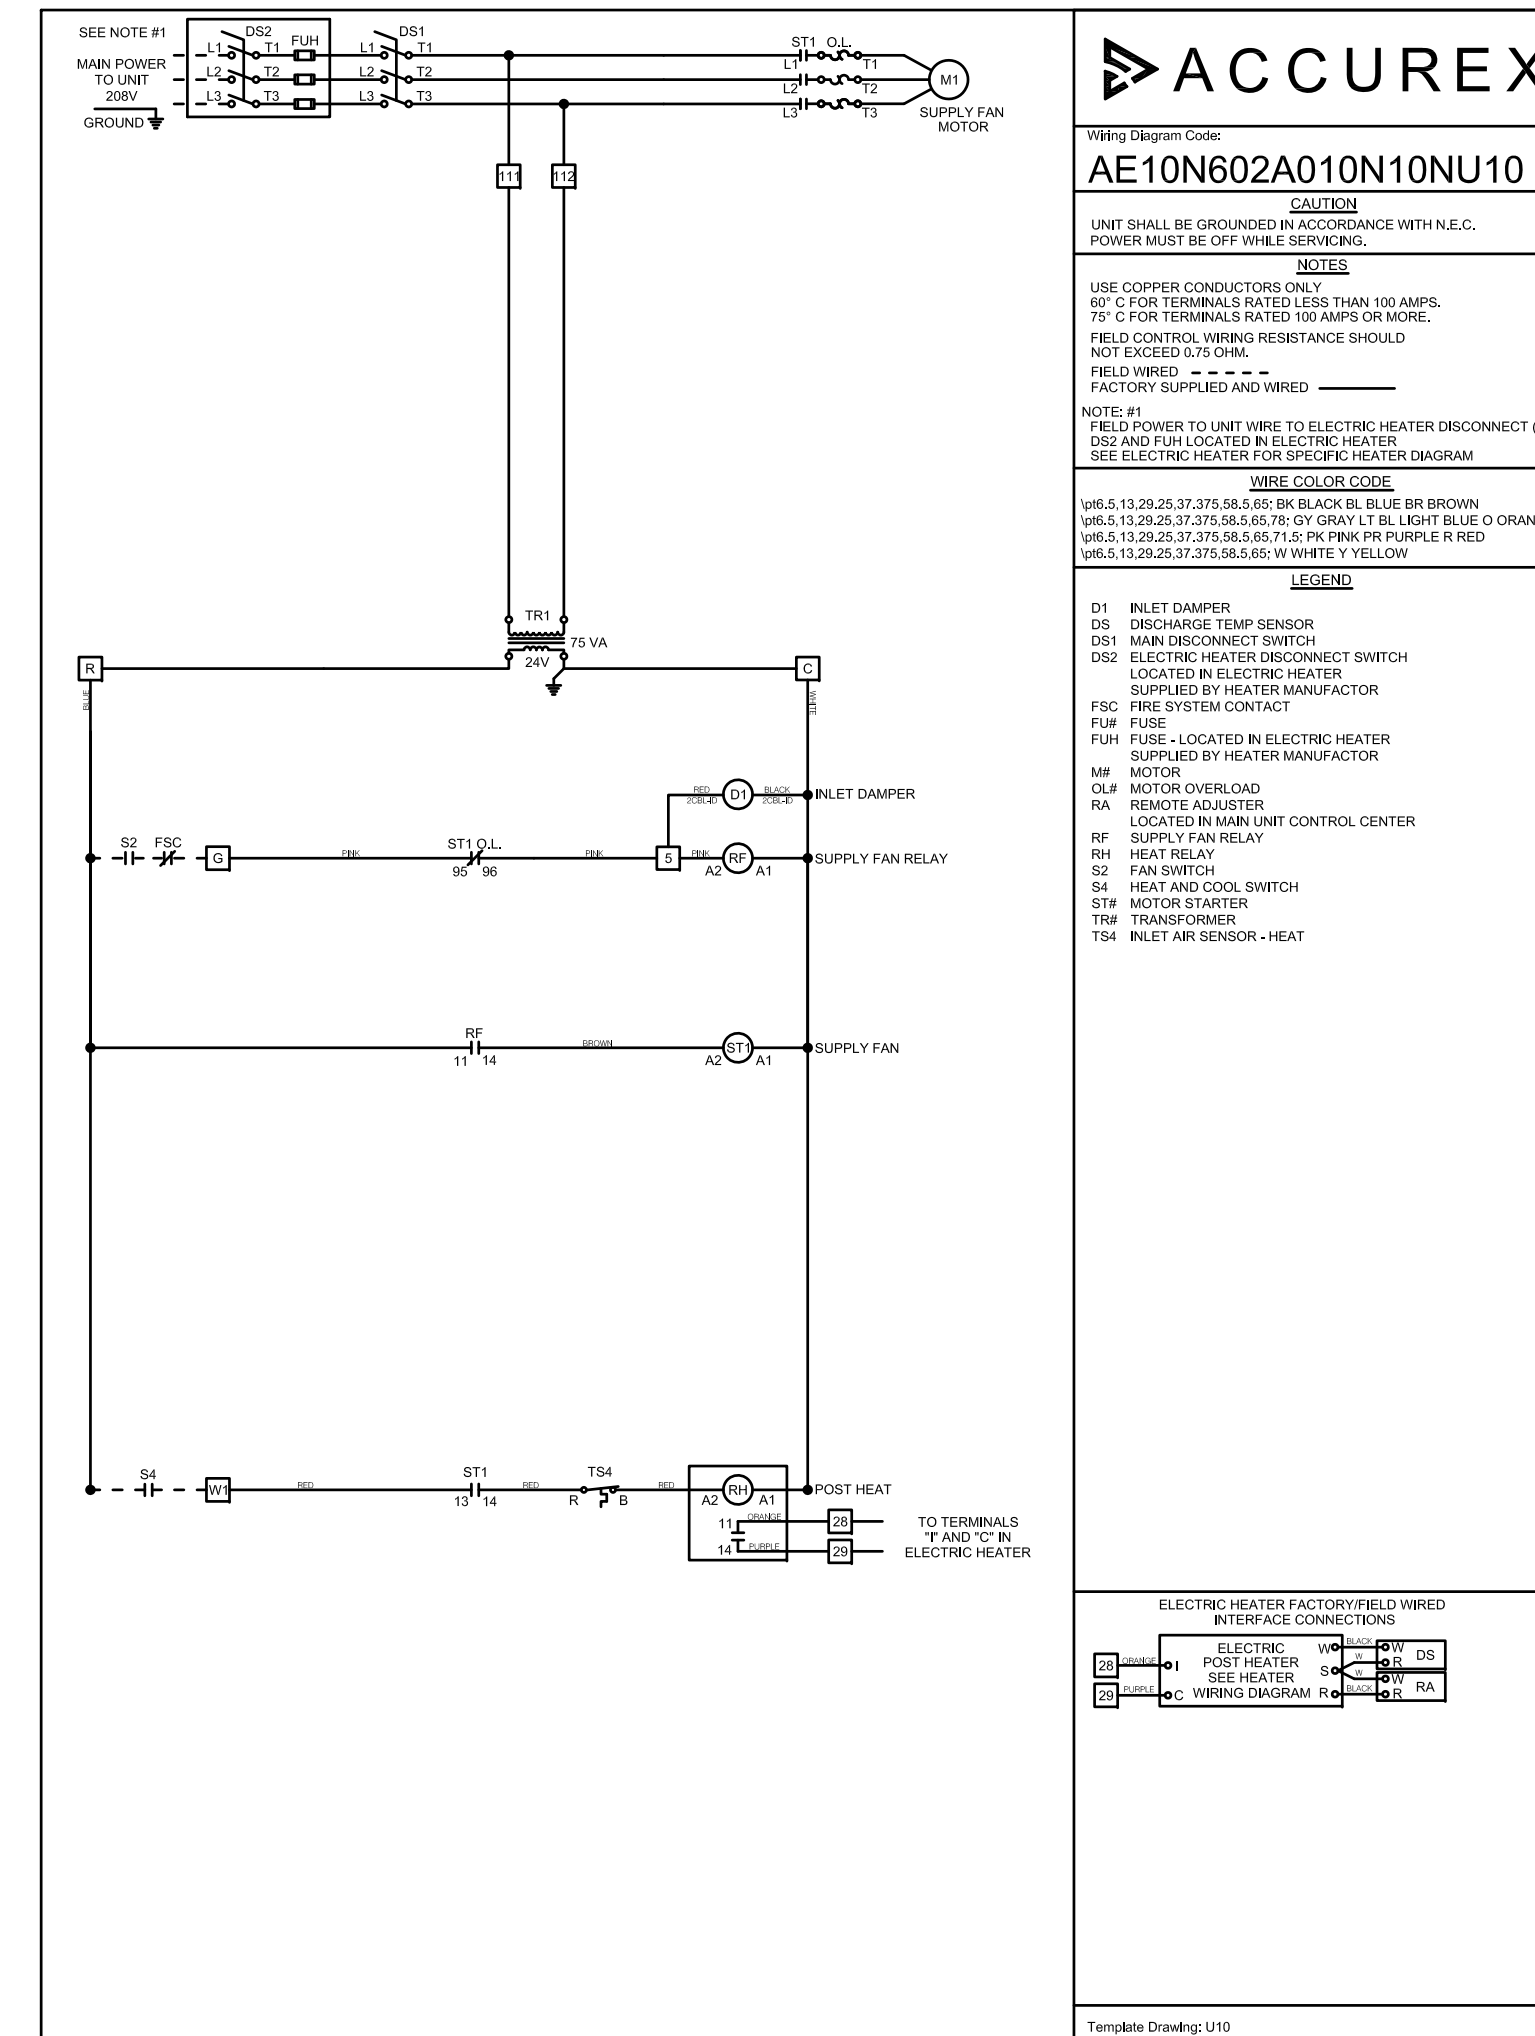 SEE NOTE #1
DS2
FUH
DS1
L1 T1
L1 T1
ST1 O.L.
L1 T1
MAIN POWER
TO UNIT
208V
L2 T2
L2 T2
L2 T2
M1
L3 T3
L3 T3
L3 T3
GROUND
SUPPLY FAN
MOTOR
111
112
TR1
75 VA
24V
R
C
BLUE
WHITE
RED
2CBL-ID
D1
BLACK
2CBL-ID
INLET DAMPER
S2 FSC
G
PINK
ST1 O.L.
95 96
PINK
5
PINK
RF
A2 A1
SUPPLY FAN RELAY
RF
11 14
BROWN
ST1
A2 A1
SUPPLY FAN
S4
W1
RED
ST1
13 14
RED
TS4
R B
RED
RH
A2 A1
POST HEAT
11 ORANGE
28
14 PURPLE
29
TO TERMINALS
"I" AND "C" IN
ELECTRIC HEATER
ACCUREX
Wiring Diagram Code:
AE10N602A010N10NU10
CAUTION
UNIT SHALL BE GROUNDED IN ACCORDANCE WITH N.E.C.
POWER MUST BE OFF WHILE SERVICING.
NOTES
USE COPPER CONDUCTORS ONLY
60° C FOR TERMINALS RATED LESS THAN 100 AMPS.
75° C FOR TERMINALS RATED 100 AMPS OR MORE.
FIELD CONTROL WIRING RESISTANCE SHOULD
NOT EXCEED 0.75 OHM.
FIELD WIRED
FACTORY SUPPLIED AND WIRED
NOTE: #1
FIELD POWER TO UNIT WIRE TO ELECTRIC HEATER DISCONNECT (
DS2 AND FUH LOCATED IN ELECTRIC HEATER
SEE ELECTRIC HEATER FOR SPECIFIC HEATER DIAGRAM
WIRE COLOR CODE
\pt6.5,13,29.25,37.375,58.5,65; BK BLACK BL BLUE BR BROWN
\pt6.5,13,29.25,37.375,58.5,65,78; GY GRAY LT BL LIGHT BLUE O ORAN
\pt6.5,13,29.25,37.375,58.5,65,71.5; PK PINK PR PURPLE R RED
\pt6.5,13,29.25,37.375,58.5,65; W WHITE Y YELLOW
LEGEND
D1 INLET DAMPER
DS DISCHARGE TEMP SENSOR
DS1 MAIN DISCONNECT SWITCH
DS2 ELECTRIC HEATER DISCONNECT SWITCH
LOCATED IN ELECTRIC HEATER
SUPPLIED BY HEATER MANUFACTOR
FSC FIRE SYSTEM CONTACT
FU# FUSE
FUH FUSE - LOCATED IN ELECTRIC HEATER
SUPPLIED BY HEATER MANUFACTOR
M# MOTOR
OL# MOTOR OVERLOAD
RA REMOTE ADJUSTER
LOCATED IN MAIN UNIT CONTROL CENTER
RF SUPPLY FAN RELAY
RH HEAT RELAY
S2 FAN SWITCH
S4 HEAT AND COOL SWITCH
ST# MOTOR STARTER
TR# TRANSFORMER
TS4 INLET AIR SENSOR - HEAT
ELECTRIC HEATER FACTORY/FIELD WIRED
INTERFACE CONNECTIONS
28 ORANGE I
29 PURPLE C
ELECTRIC
POST HEATER
SEE HEATER
WIRING DIAGRAM
W BLACK W
S W R DS
W W
R BLACK R RA
Template Drawing: U10